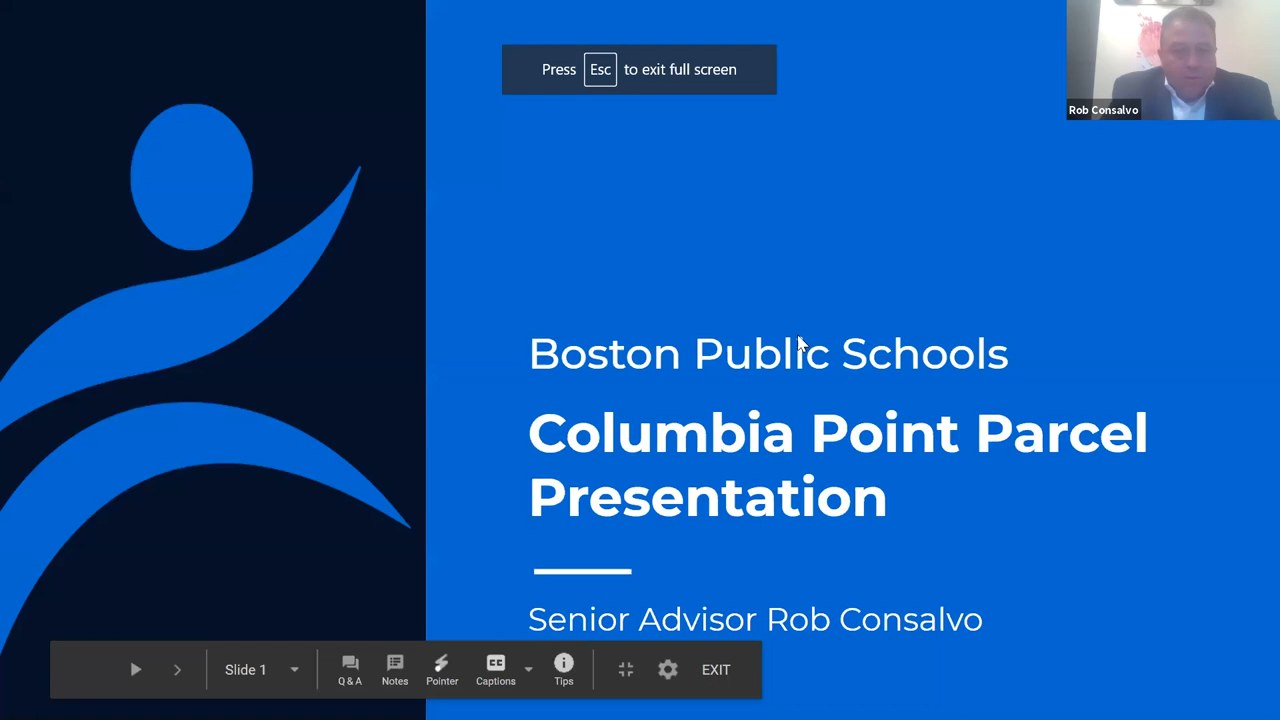 Press Esc to exit full screen
Rob Consalvo
Boston Public Schools
Columbia Point Parcel
Presentation
Senior Advisor Rob Consalvo
Slide 1
Q & A
Notes
Pointer
CC
Captions
Tips
EXIT